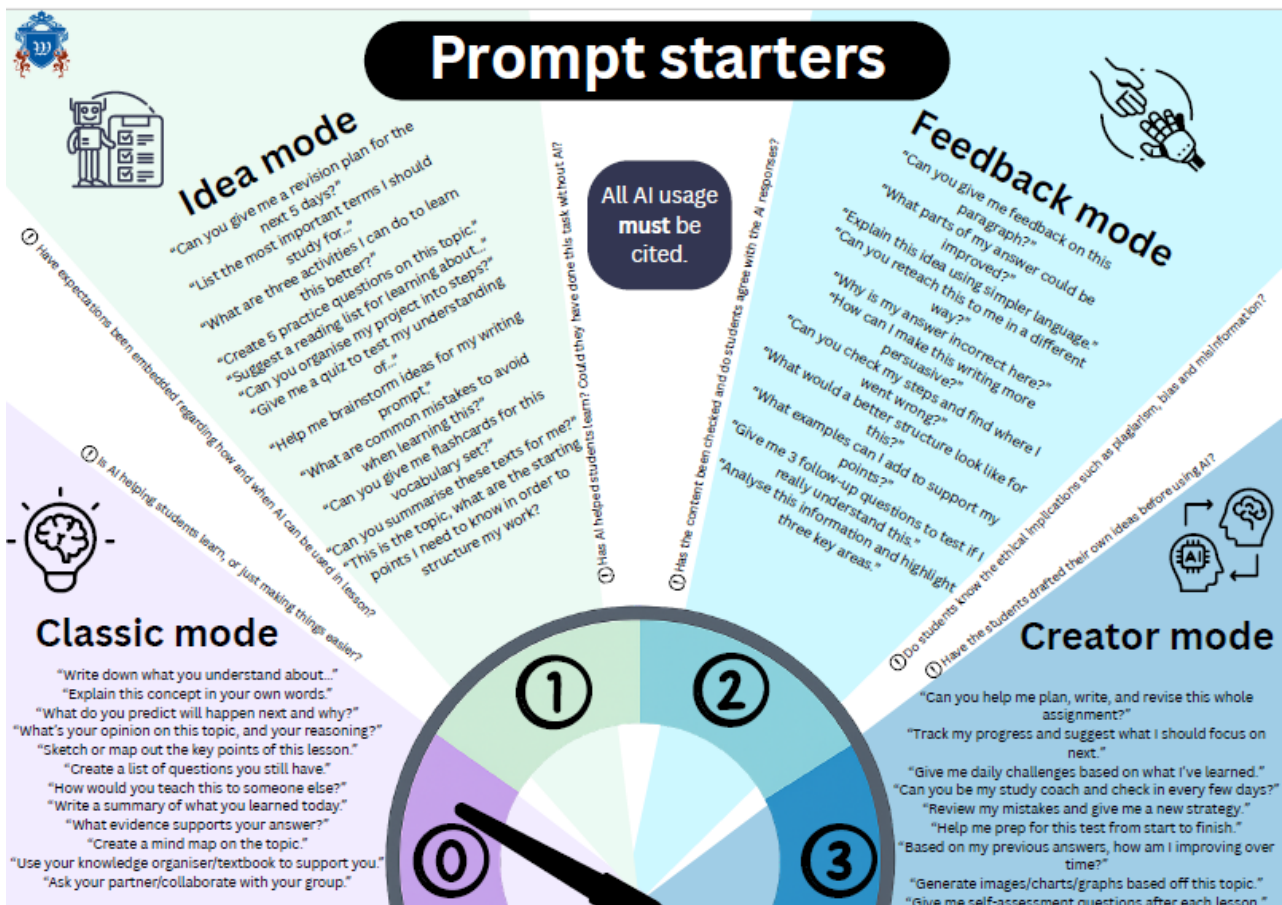 W
Prompt starters
Idea mode
“Can you give me a revision plan for the
next 5 days?”
“List the most important terms I should
study for...”
“What are three activities I can do to learn
this better?”
“Create 5 practice questions on this topic.”
“Suggest a reading list for learning about...”
“Can you organise my project into steps?”
“Give me a quiz to test my understanding
of...”
“Help me brainstorm ideas for my writing
prompt.”
“What are common mistakes to avoid
when learning this?”
“Can you give me flashcards for this
vocabulary set?”
“Can you summarise these texts for me?”
“This is the topic, what are the starting
points I need to know in order to
structure my work?
All AI usage
must be
cited.
Feedback mode
“Can you give me feedback on this
paragraph?”
“What parts of my answer could be
improved?”
“Explain this idea using simpler language.”
“Can you reteach this to me in a different
way?”
“Why is my answer incorrect here?”
“How can I make this writing more
persuasive?”
“Can you check my steps and find where I
went wrong?”
“What would a better structure look like for
this?”
“What examples can I add to support my
points?”
“Give me 3 follow-up questions to test if I
really understand this.”
“Analyse this information and highlight
three key areas.”
Have expectations been embedded regarding how and when AI can be used in lesson?
Is AI helping students learn, or just making things easier?
Has AI helped students learn? Could they have done this task without AI?
Has the content been checked and do students agree with the AI responses?
Do students know the ethical implications such as plagiarism, bias and misinformation?
Have the students drafted their own ideas before using AI?
Classic mode
“Write down what you understand about...”
“Explain this concept in your own words.”
“What do you predict will happen next and why?”
“What's your opinion on this topic, and your reasoning?”
“Sketch or map out the key points of this lesson.”
“Create a list of questions you still have.”
“How would you teach this to someone else?”
“Write a summary of what you learned today.”
“What evidence supports your answer?”
“Create a mind map on the topic.”
“Use your knowledge organiser/textbook to support you.”
“Ask your partner/collaborate with your group.”
0
1
2
3
AI
Creator mode
“Can you help me plan, write, and revise this whole
assignment?”
“Track my progress and suggest what I should focus on
next.”
“Give me daily challenges based on what I've learned.”
“Can you be my study coach and check in every few days?”
“Review my mistakes and give me a new strategy.”
“Help me prep for this test from start to finish.”
“Based on my previous answers, how am I improving over
time?”
“Generate images/charts/graphs based off this topic.”
“Give me self-assessment questions after each lesson.”